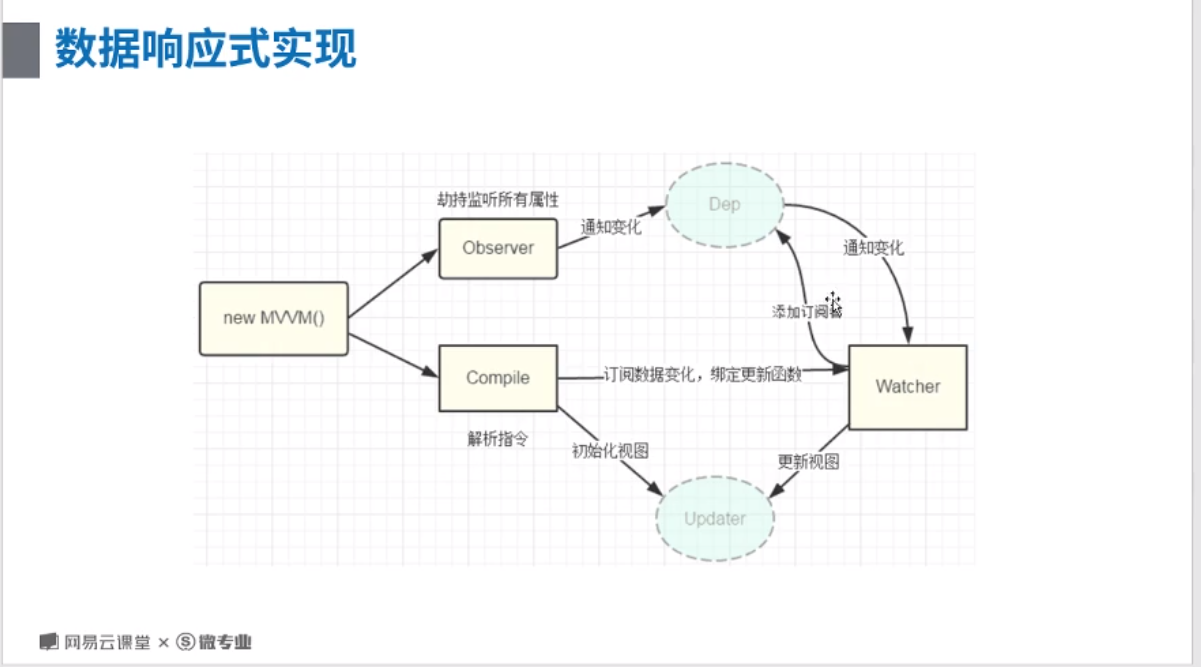 数据响应式实现
劫持监听所有属性
Observer
通知变化
Dep
通知变化
new MVVM()
添加订阅者
Compile
订阅数据变化，绑定更新函数
Watcher
解析指令
初始化视图
更新视图
Updater
网易云课堂 × Ⓢ微专业